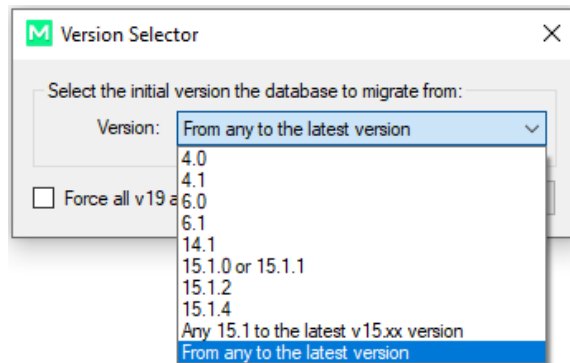 M Version Selector
Select the initial version the database to migrate from:
Version: From any to the latest version
4.0
4.1
Force all v19 a
6.0
6.1
14.1
15.1.0 or 15.1.1
15.1.2
15.1.4
Any 15.1 to the latest v15.xx version
From any to the latest version